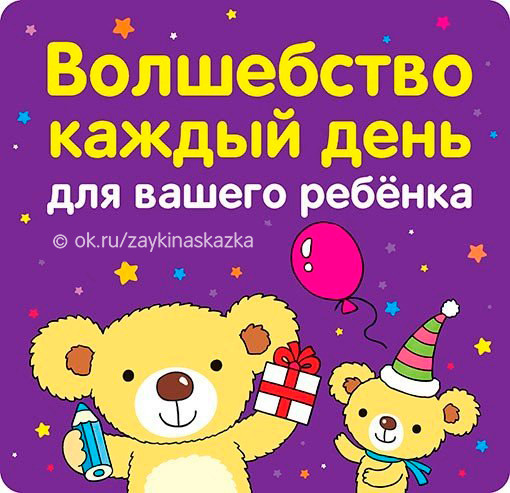 Волшебство
каждый день
для вашего ребёнка
© ok.ru/zaykinaskazka